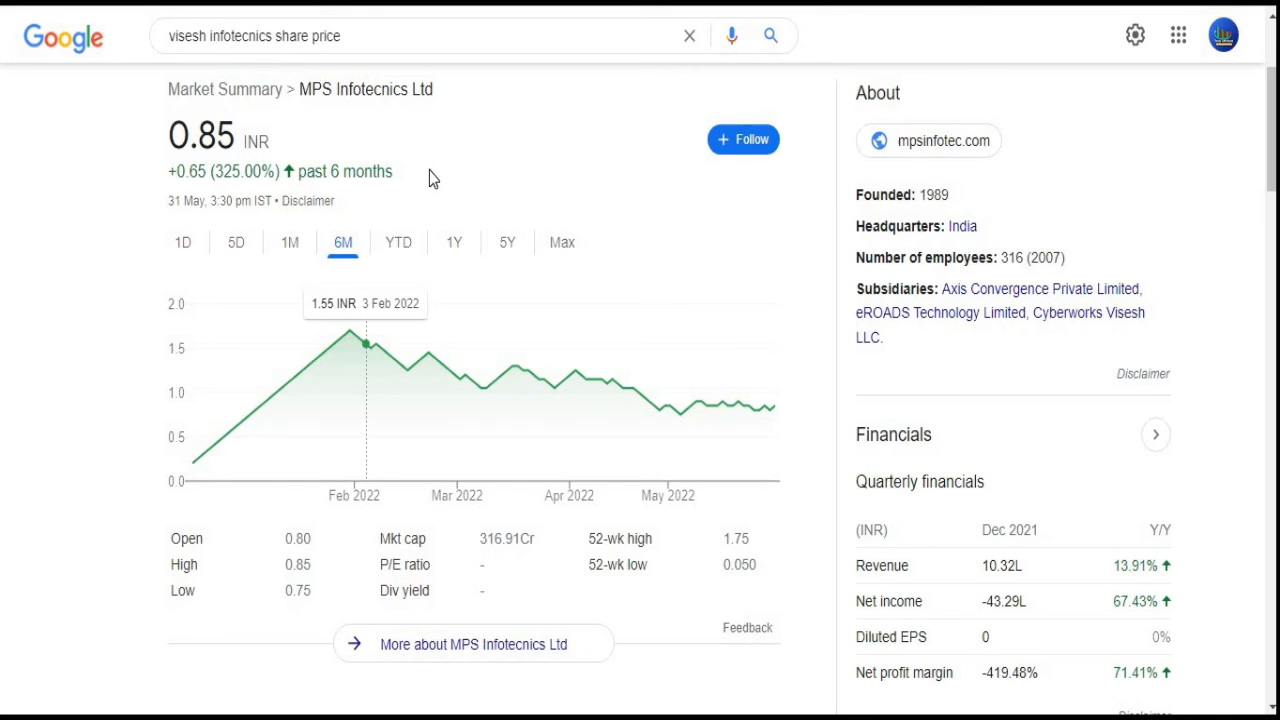 Google
visesh infotecnics share price
Market Summary > MPS Infotecnics Ltd
0.85 INR
+ Follow
+0.65 (325.00%) ↑ past 6 months
31 May, 3:30 pm IST • Disclaimer
1D 5D 1M 6M YTD 1Y 5Y Max
1.55 INR 3 Feb 2022
2.0
1.5
1.0
0.5
0.0
Feb 2022 Mar 2022 Apr 2022 May 2022
Open 0.80 Mkt cap 316.91Cr 52-wk high 1.75
High 0.85 P/E ratio - 52-wk low 0.050
Low 0.75 Div yield -
Feedback
More about MPS Infotecnics Ltd
About
mpsinfotec.com
Founded: 1989
Headquarters: India
Number of employees: 316 (2007)
Subsidiaries: Axis Convergence Private Limited,
eROADS Technology Limited, Cyberworks Visesh
LLC.
Disclaimer
Financials
Quarterly financials
(INR) Dec 2021 Y/Y
Revenue 10.32L 13.91% ↑
Net income -43.29L 67.43% ↑
Diluted EPS 0 0%
Net profit margin -419.48% 71.41% ↑